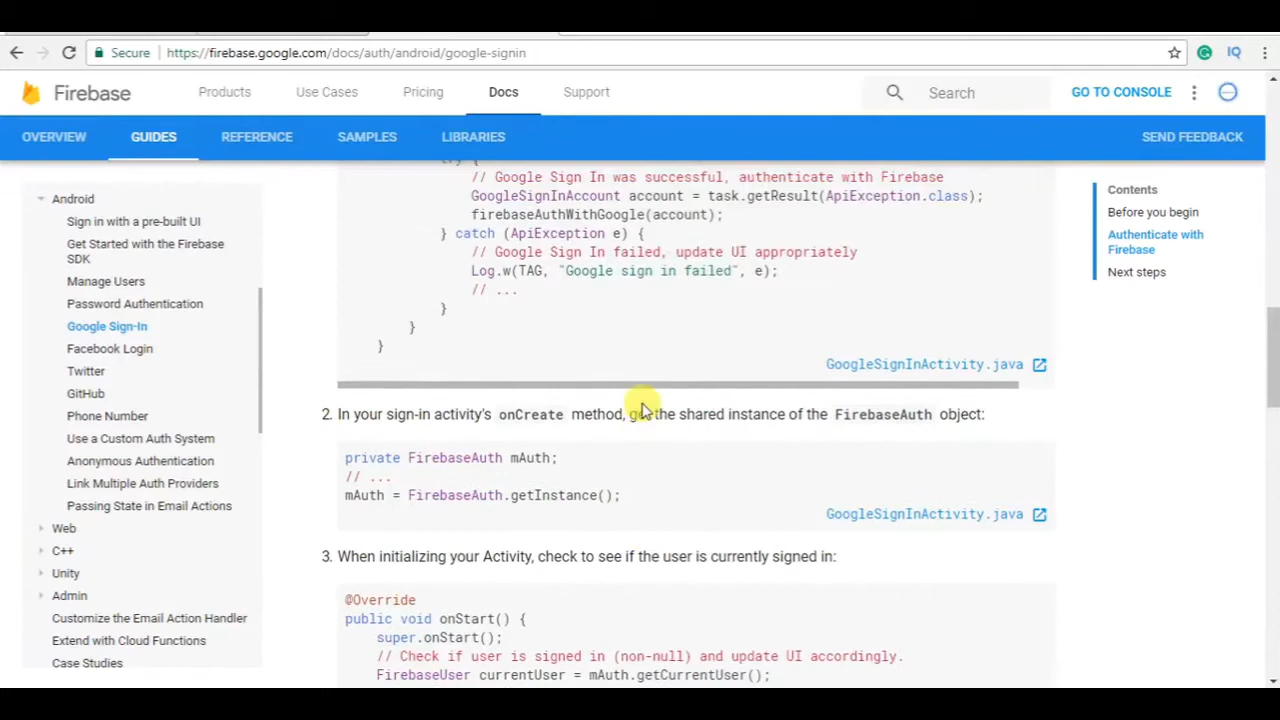 Secure https://firebase.google.com/docs/auth/android/google-signin
Firebase
Products
Use Cases
Pricing
Docs
Support
Search
GO TO CONSOLE
OVERVIEW
GUIDES
REFERENCE
SAMPLES
LIBRARIES
SEND FEEDBACK
Android
Sign in with a pre-built UI
Get Started with the Firebase
SDK
Manage Users
Password Authentication
Google Sign-In
Facebook Login
Twitter
GitHub
Phone Number
Use a Custom Auth System
Anonymous Authentication
Link Multiple Auth Providers
Passing State in Email Actions
Web
C++
Unity
Admin
Customize the Email Action Handler
Extend with Cloud Functions
Case Studies
// Google Sign In was successful, authenticate with Firebase
GoogleSignInAccount account = task.getResult(ApiException.class);
firebaseAuthWithGoogle(account);
} catch (ApiException e) {
// Google Sign In failed, update UI appropriately
Log.w(TAG, "Google sign in failed", e);
// ...
}
}
}
GoogleSignInActivity.java
2. In your sign-in activity's onCreate method, get the shared instance of the FirebaseAuth object:
private FirebaseAuth mAuth;
// ...
mAuth = FirebaseAuth.getInstance();
GoogleSignInActivity.java
3. When initializing your Activity, check to see if the user is currently signed in:
@Override
public void onStart() {
super.onStart();
// Check if user is signed in (non-null) and update UI accordingly.
FirebaseUser currentUser = mAuth.getCurrentUser();
Contents
Before you begin
Authenticate with
Firebase
Next steps